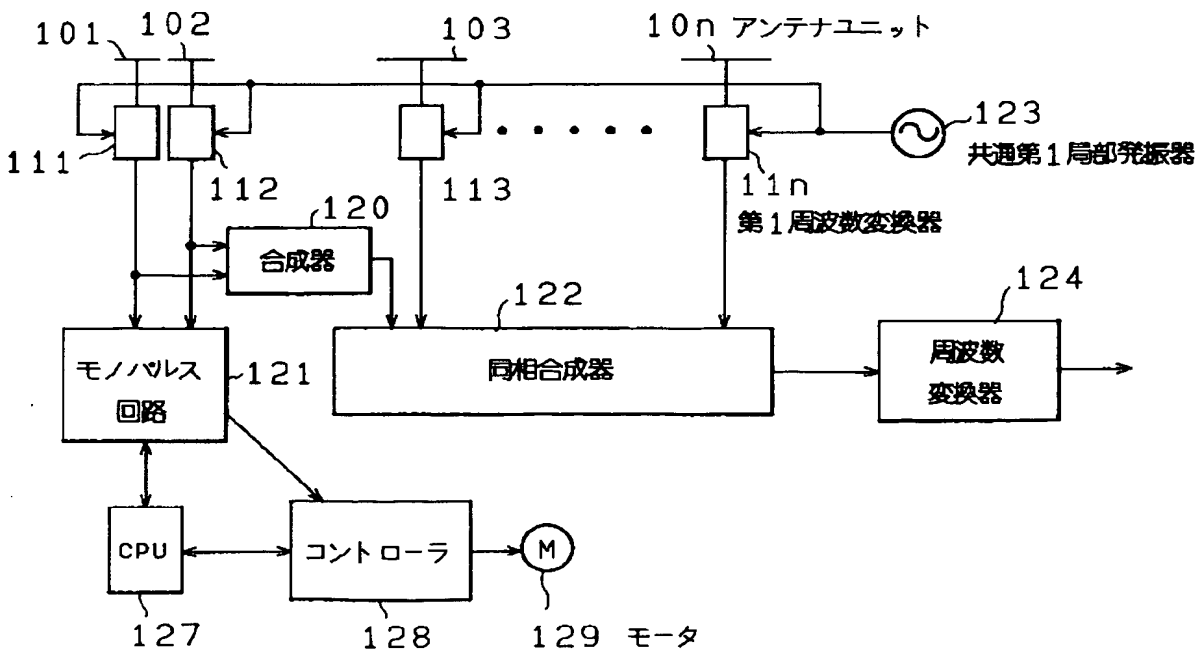 101
102
103
10n アンテナユニット
123
共通第1局部発振器
111
112
113
11n
第1周波数変換器
120
合成器
122
124
モノパルス
回路
121
同相合成器
周波数
変換器
CPU
コントローラ
M
127
128
129 モータ